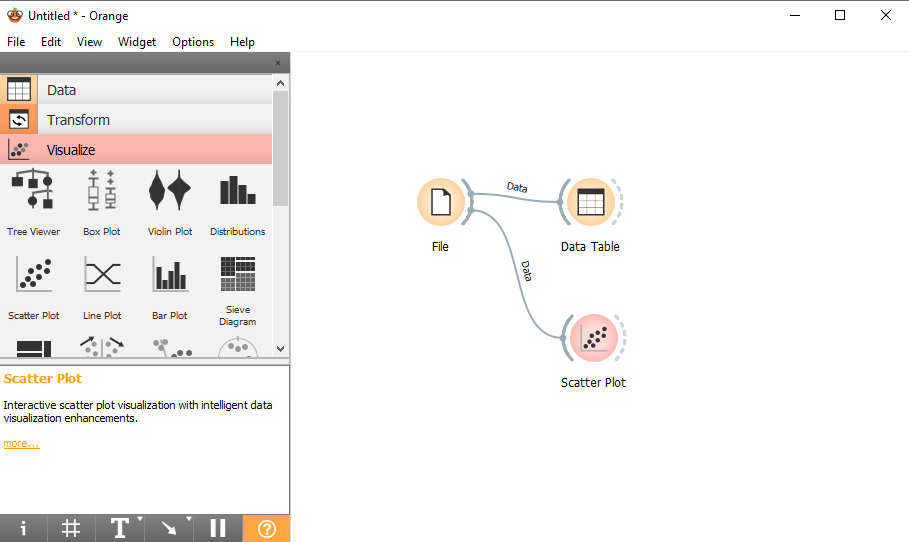 Untitled * - Orange
File Edit View Widget Options Help
Data
Transform
Visualize
Tree Viewer Box Plot Violin Plot Distributions
Scatter Plot Line Plot Bar Plot Sieve
Diagram
Scatter Plot
Interactive scatter plot visualization with intelligent data
visualization enhancements.
more...
Data
File
Data Table
Data
Scatter Plot